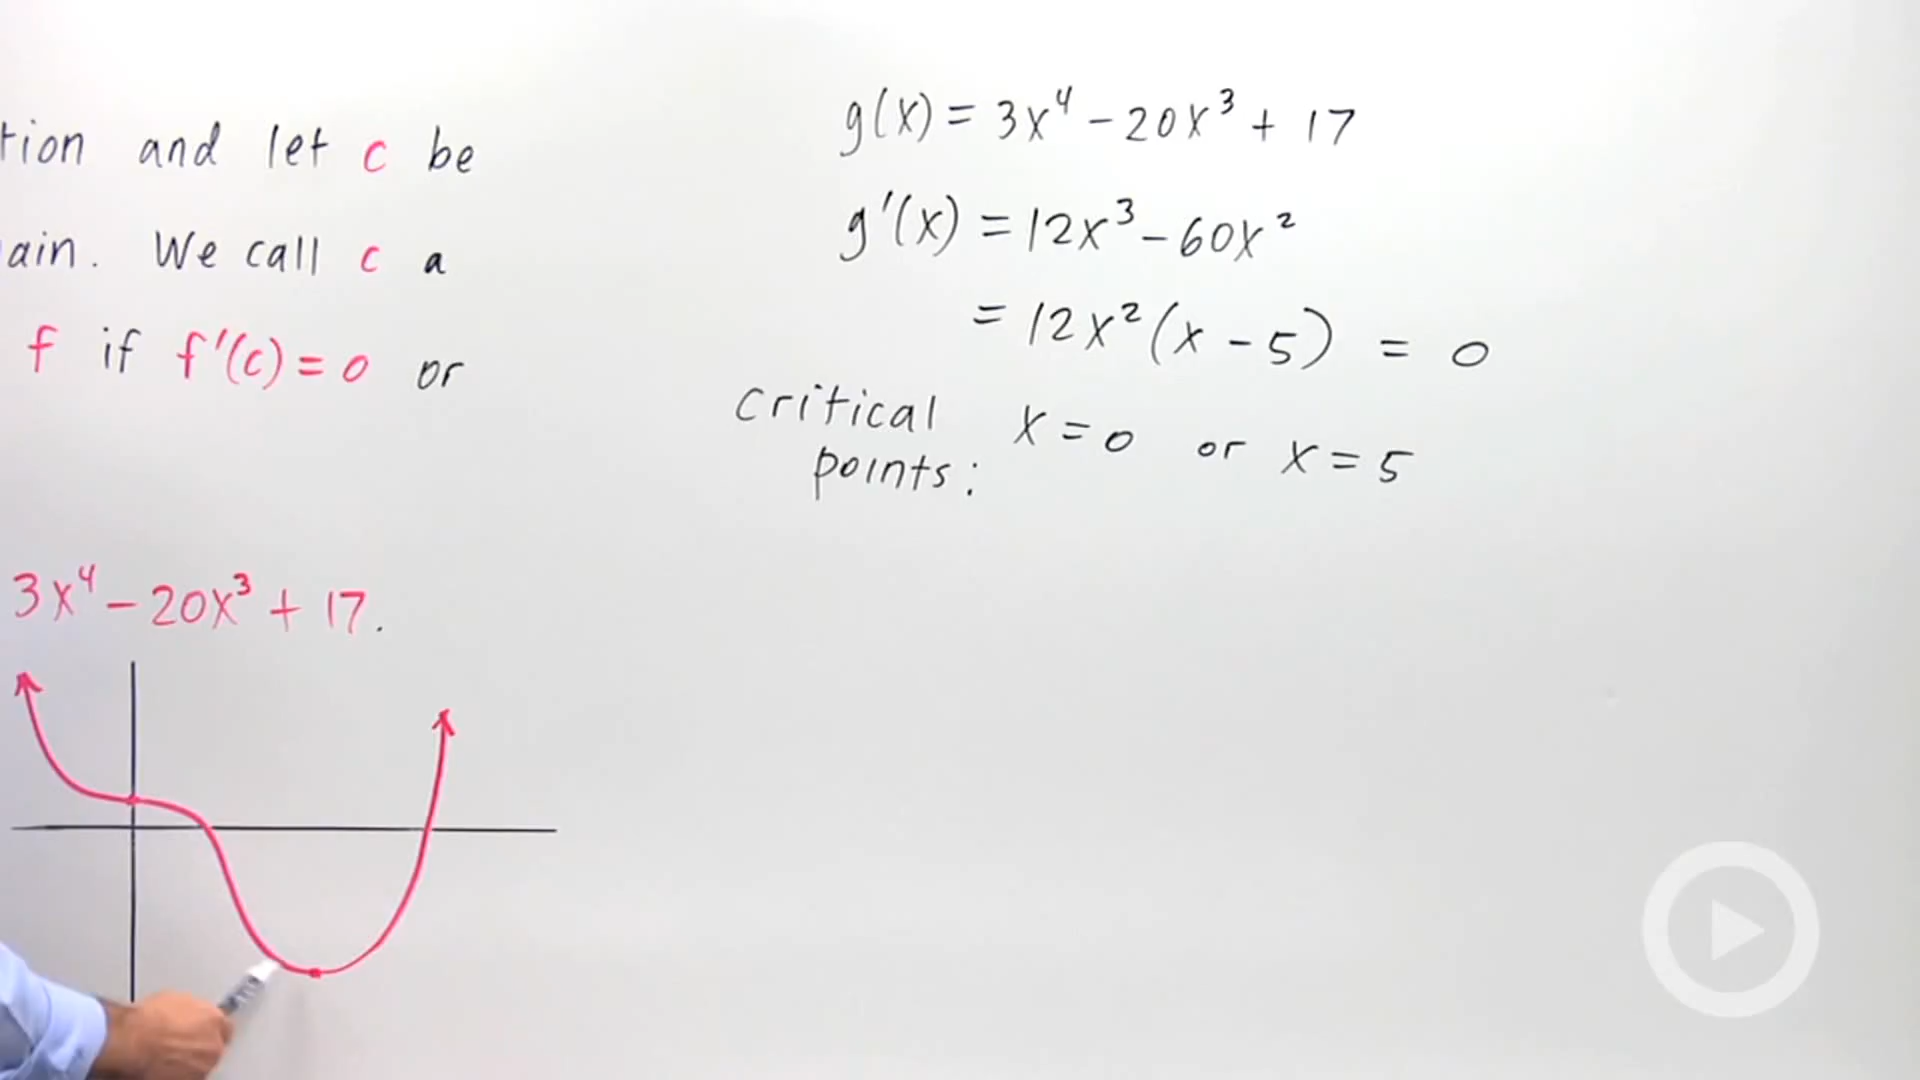 tion and let c be
ain. We call c a
f if f'(c) = 0 or
3x⁴ - 20x³ + 17.
g(x) = 3x⁴ - 20x³ + 17
g'(x) = 12x³ - 60x²
= 12x²(x - 5) = 0
critical points: x = 0 or x = 5